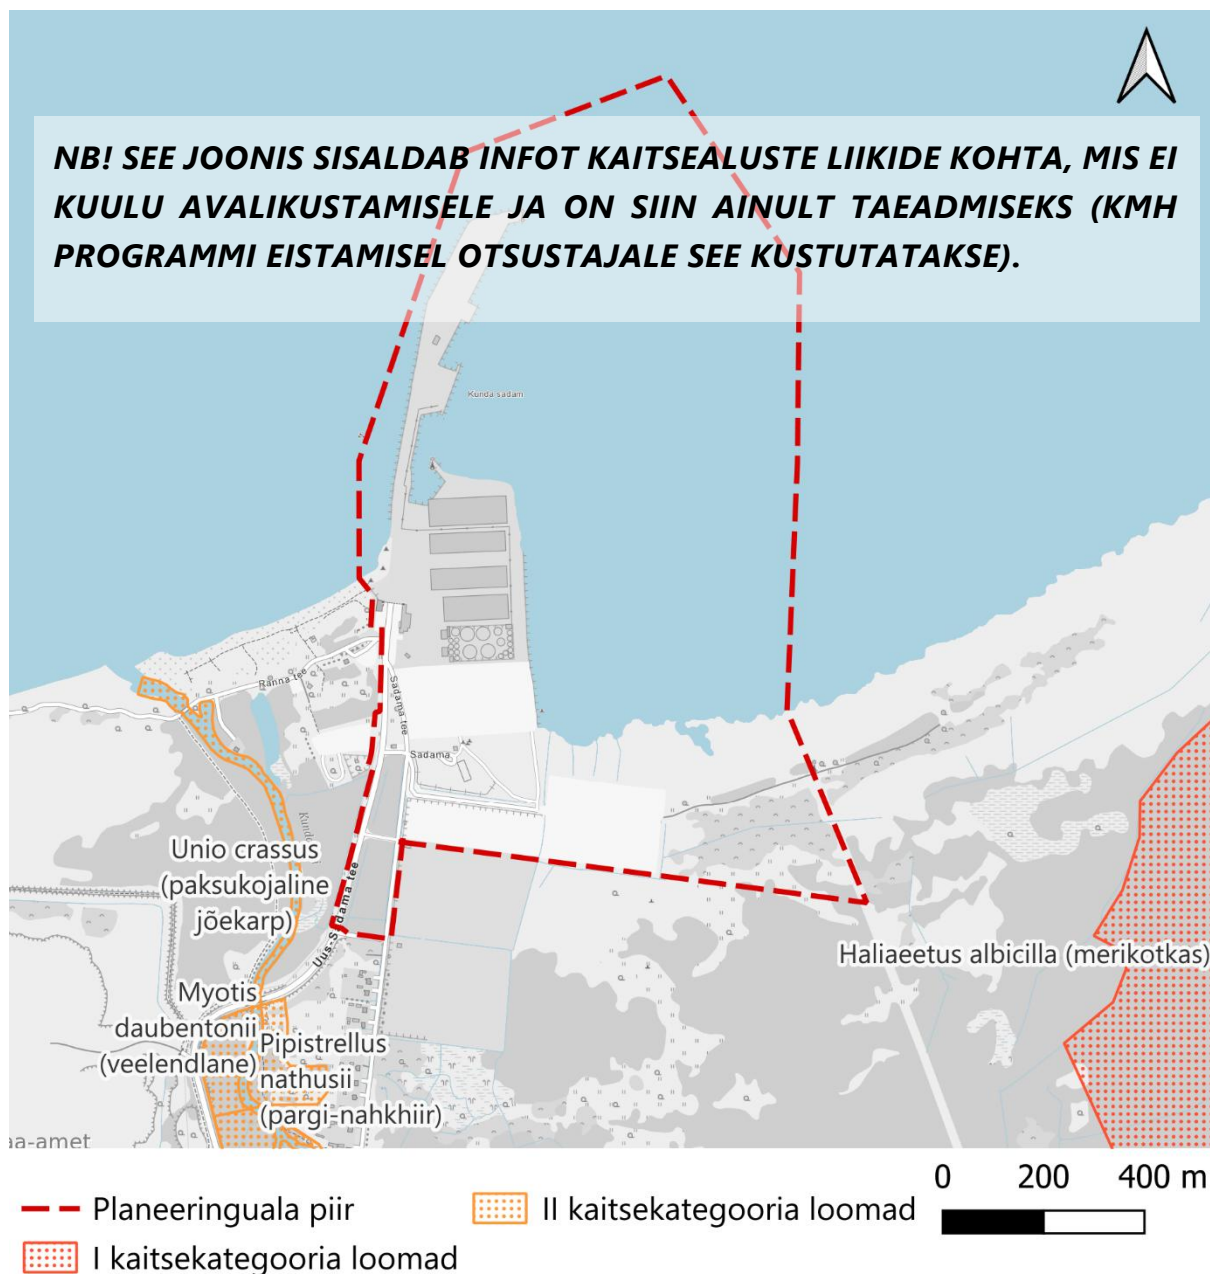 NB! SEE JOONIS SISALDAB INFOT KAITSEALUSTE LIIKIDE KOHTA, MIS EI
KUULU AVALIKUSTAMISELE JA ON SIIN AINULT TAEADMISEKS (KMH
PROGRAMMI EISTAMISEL OTSUSTAJALE SEE KUSTUTATAKSE).
Kunda sadam
Ranna tee
Sadama tee
Sadama
Unio crassus
(paksukojaline
jõekarp)
Uus-Sadama tee
Haliaeetus albicilla (merikotkas)
Myotis
daubentonii
(veelendlane)
Pipistrellus
nathusii
(pargi-nahkhiir)
aa-amet
0 200 400 m
Planeeringuala piir
II kaitsekategooria loomad
I kaitsekategooria loomad